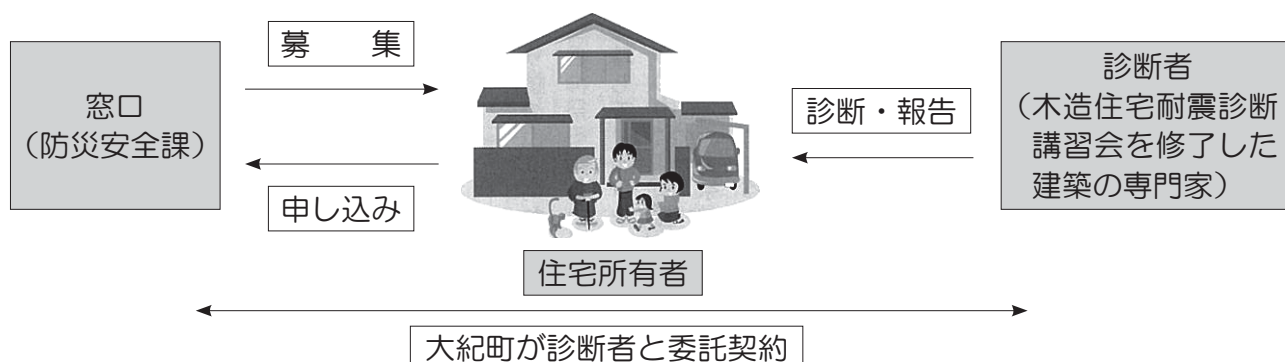 募　集
窓口
（防災安全課）
申し込み
住宅所有者
診断・報告
診断者
（木造住宅耐震診断
講習会を修了した
建築の専門家）
大紀町が診断者と委託契約